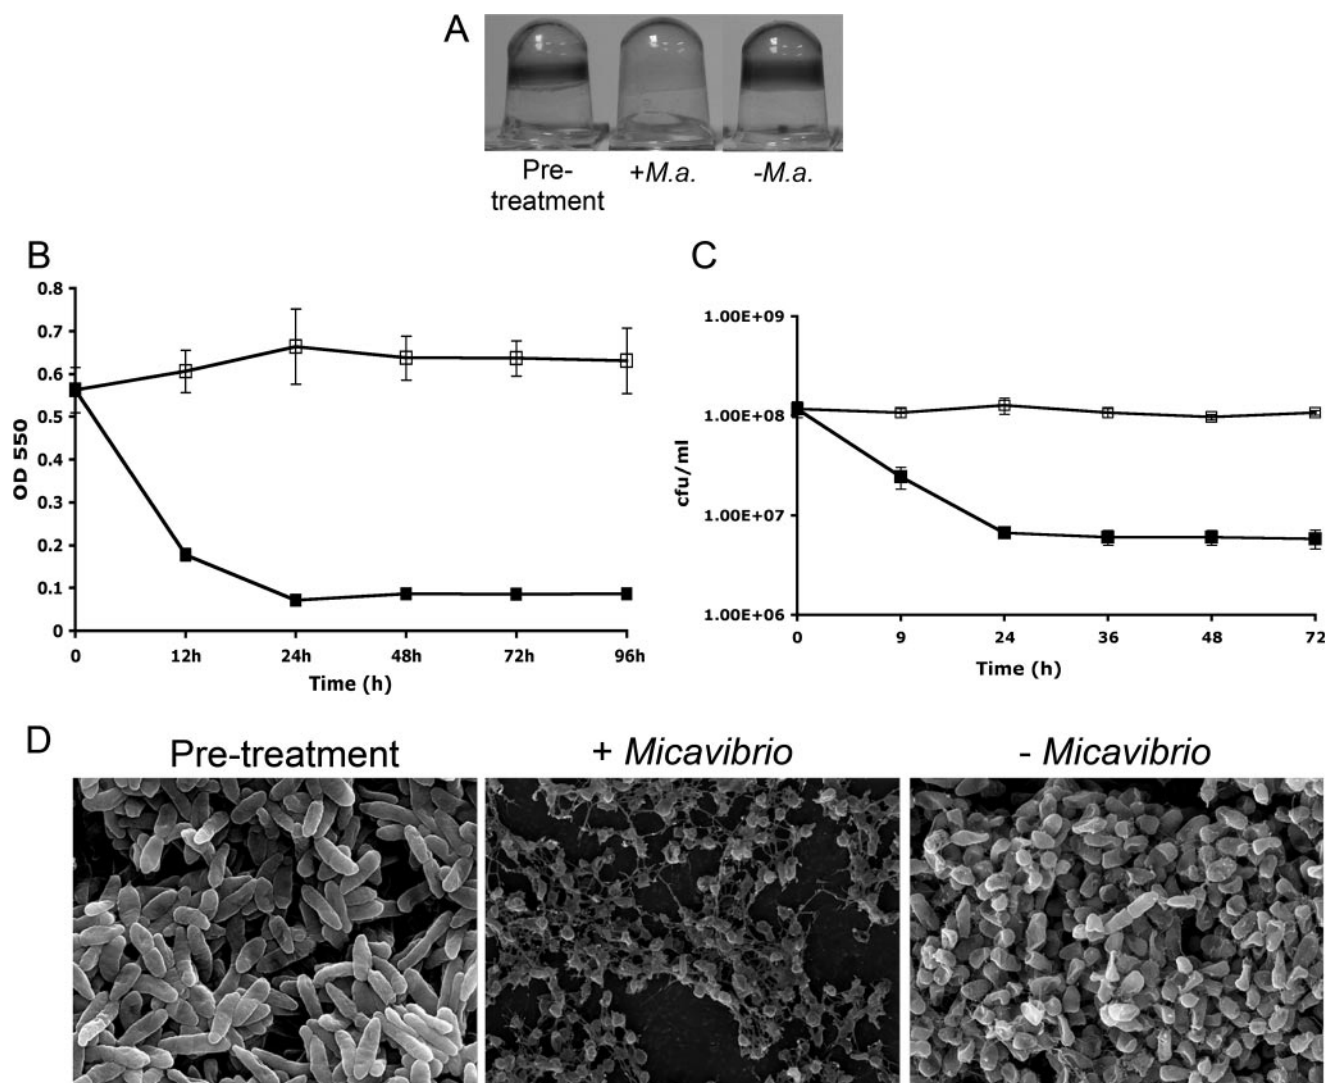 A
Pre-
treatment
+M.a.
-M.a.
B
0.8
0.7
0.6
0.5
0.4
0.3
0.2
0.1
0
OD 550
0 12h 24h 48h 72h 96h
Time (h)
C
1.00E+09
1.00E+08
1.00E+07
1.00E+06
cfu/ml
0 9 24 36 48 72
Time (h)
D
Pre-treatment
+ Micavibrio
- Micavibrio